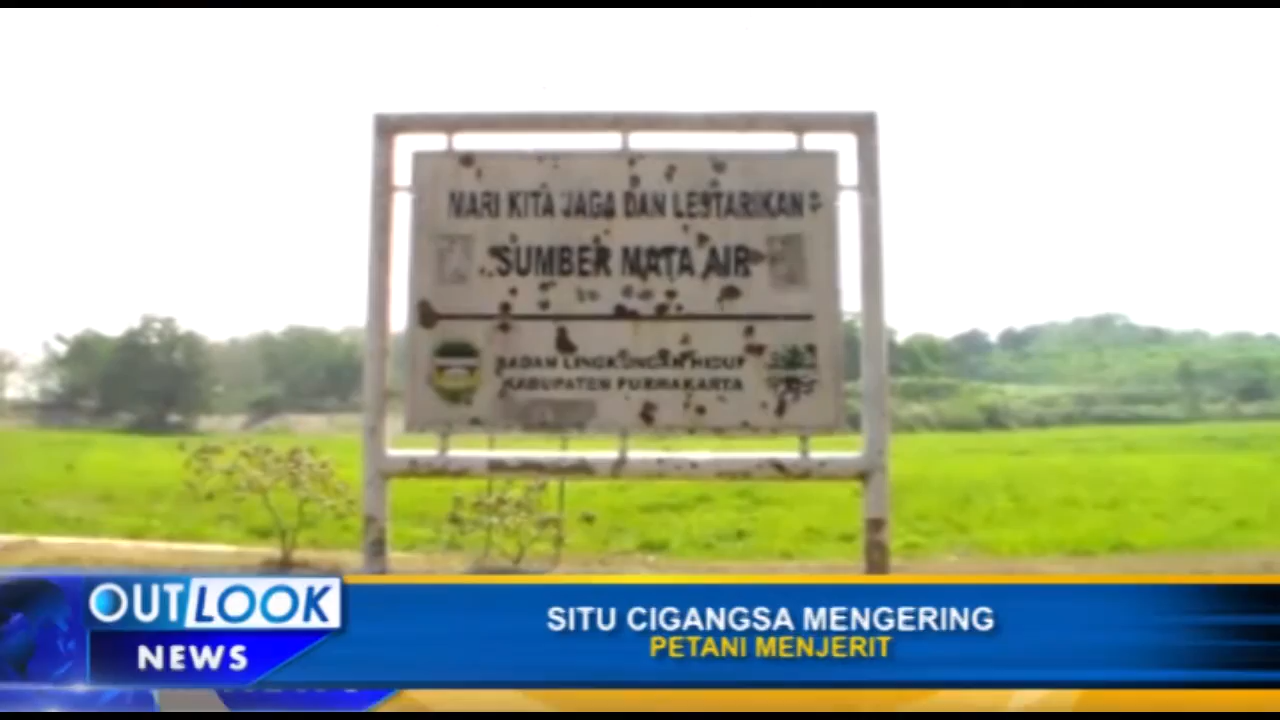 MARI KITA JAGA DAN LESTARIKAN
SUMBER MATA AIR
BADAN LINGKUNGAN HIDUP
KABUPATEN PURWAKARTA
OUTLOOK
NEWS
SITU CIGANGSA MENGERING
PETANI MENJERIT